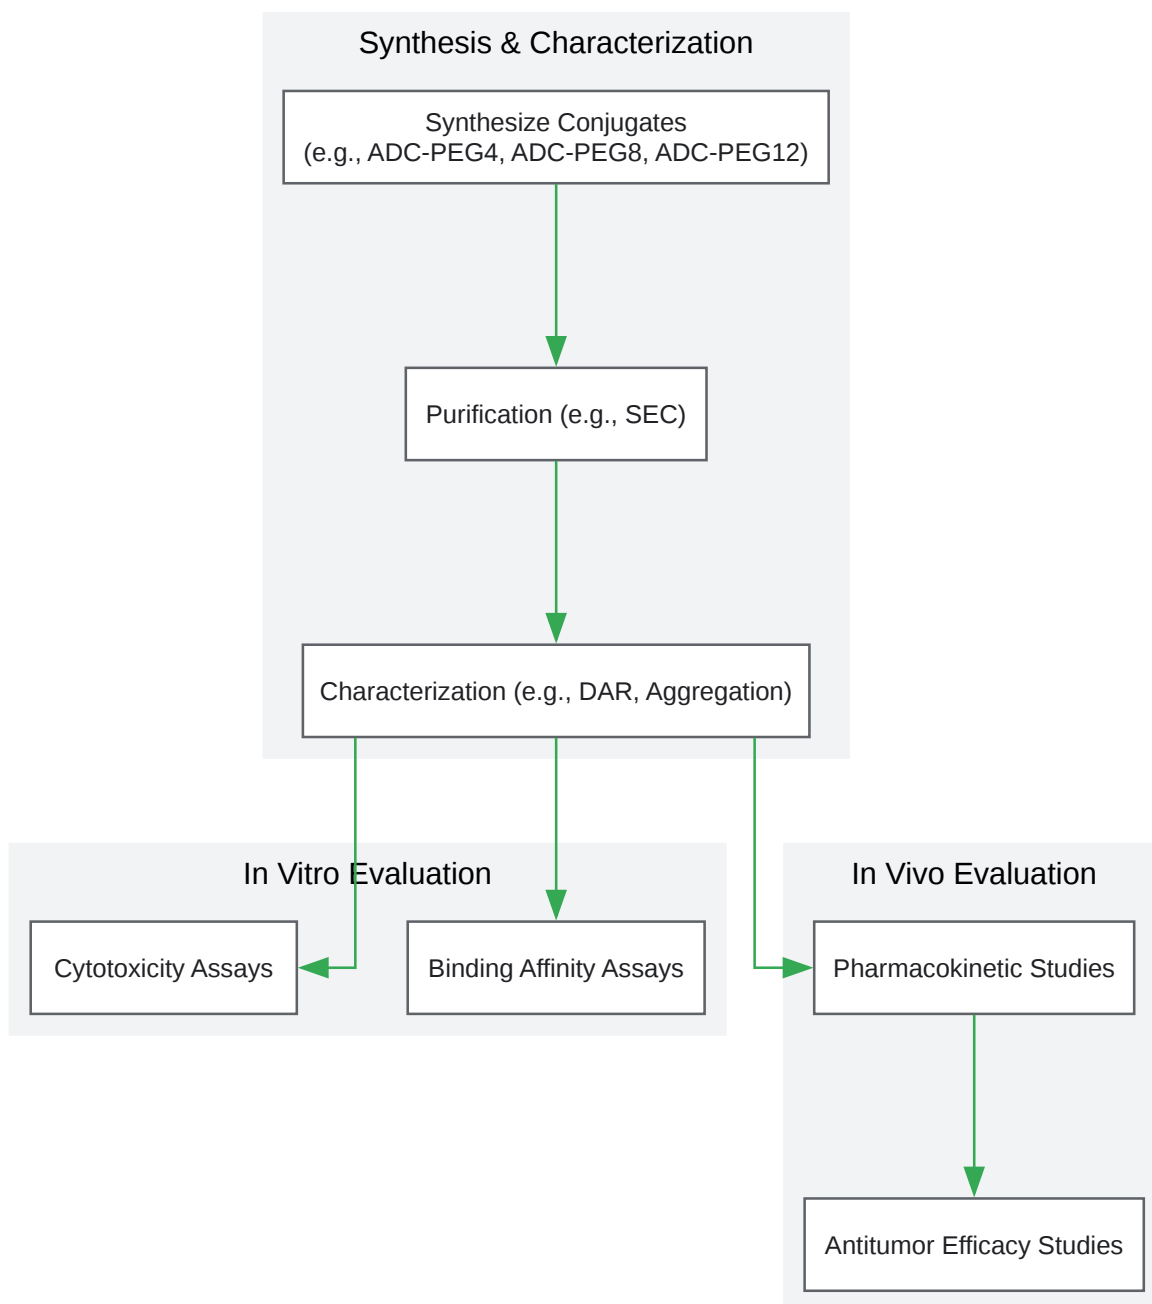 Synthesis & Characterization
Synthesize Conjugates
(e.g., ADC-PEG4, ADC-PEG8, ADC-PEG12)
Purification (e.g., SEC)
Characterization (e.g., DAR, Aggregation)
In Vitro Evaluation
In Vivo Evaluation
Cytotoxicity Assays
Binding Affinity Assays
Pharmacokinetic Studies
Antitumor Efficacy Studies